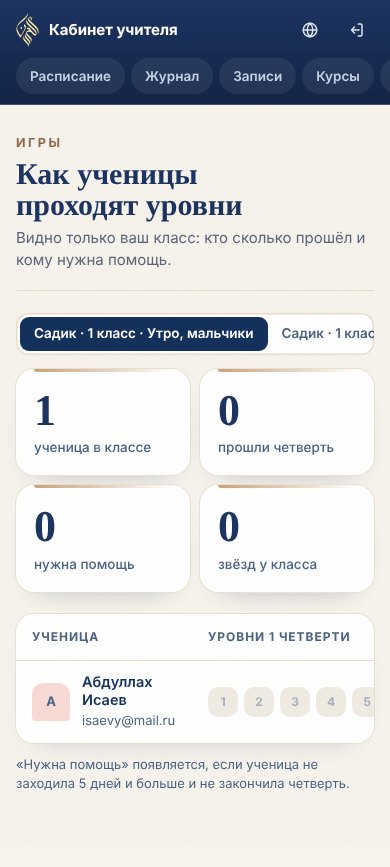 Кабинет учителя
Расписание Журнал Записи Курсы
ИГРЫ
Как ученицы
проходят уровни
Видно только ваш класс: кто сколько прошёл и
кому нужна помощь.
Садик · 1 класс · Утро, мальчики Садик · 1 клас
1
ученица в классе
0
прошли четверть
0
нужна помощь
0
звёзд у класса
УЧЕНИЦА УРОВНИ 1 ЧЕТВЕРТИ
А
Абдуллах
Исаев
isaevy@mail.ru
1 2 3 4 5
«Нужна помощь» появляется, если ученица не
заходила 5 дней и больше и не закончила четверть.